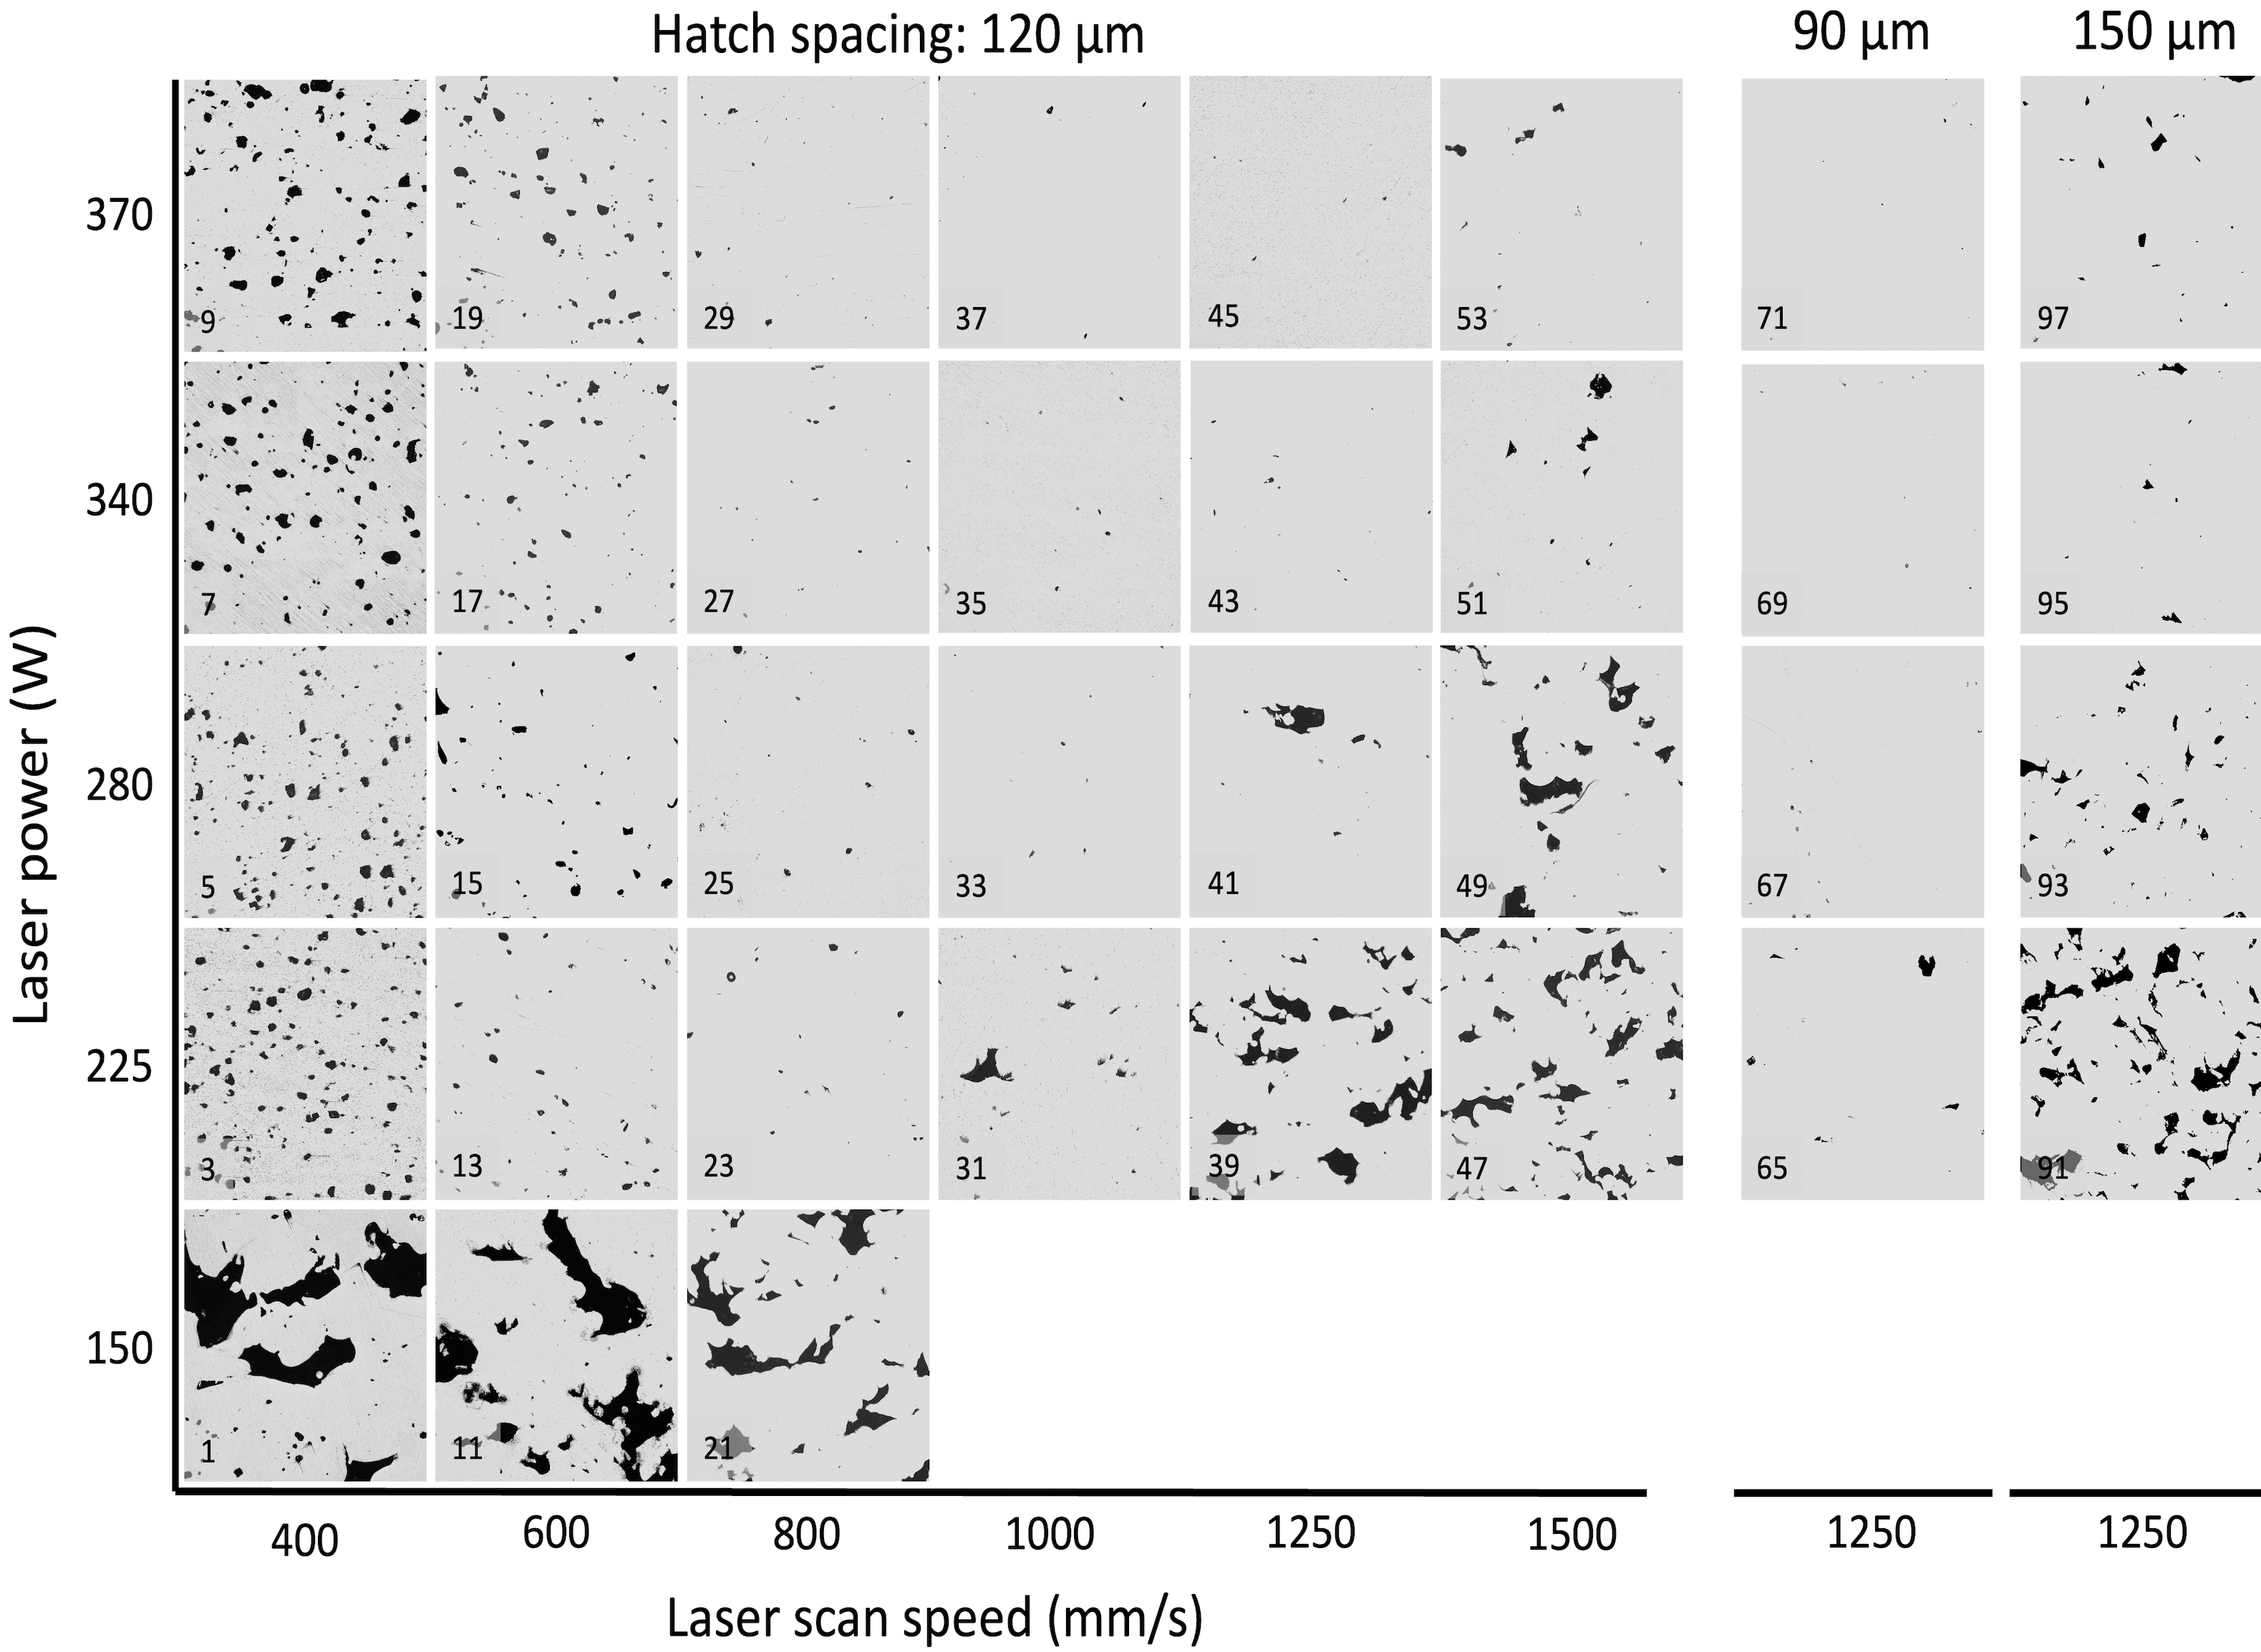 Hatch spacing: 120 μm 90 μm 150 μm
Laser power (W)
370 9 19 29 37 45 53 71 97
340 7 17 27 35 43 51 69 95
280 5 15 25 33 41 49 67 93
225 3 13 23 31 39 47 65 91
150 1 11 21
400 600 800 1000 1250 1500 1250 1250
Laser scan speed (mm/s)